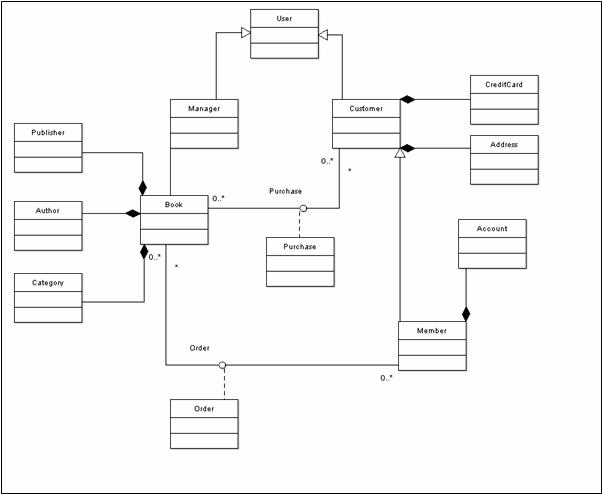 User
Manager
Customer
CreditCard
Publisher
Address
0..*
*
Purchase
Book
0..*
Author
Account
Purchase
0..*
*
Category
Member
Order
0..*
Order